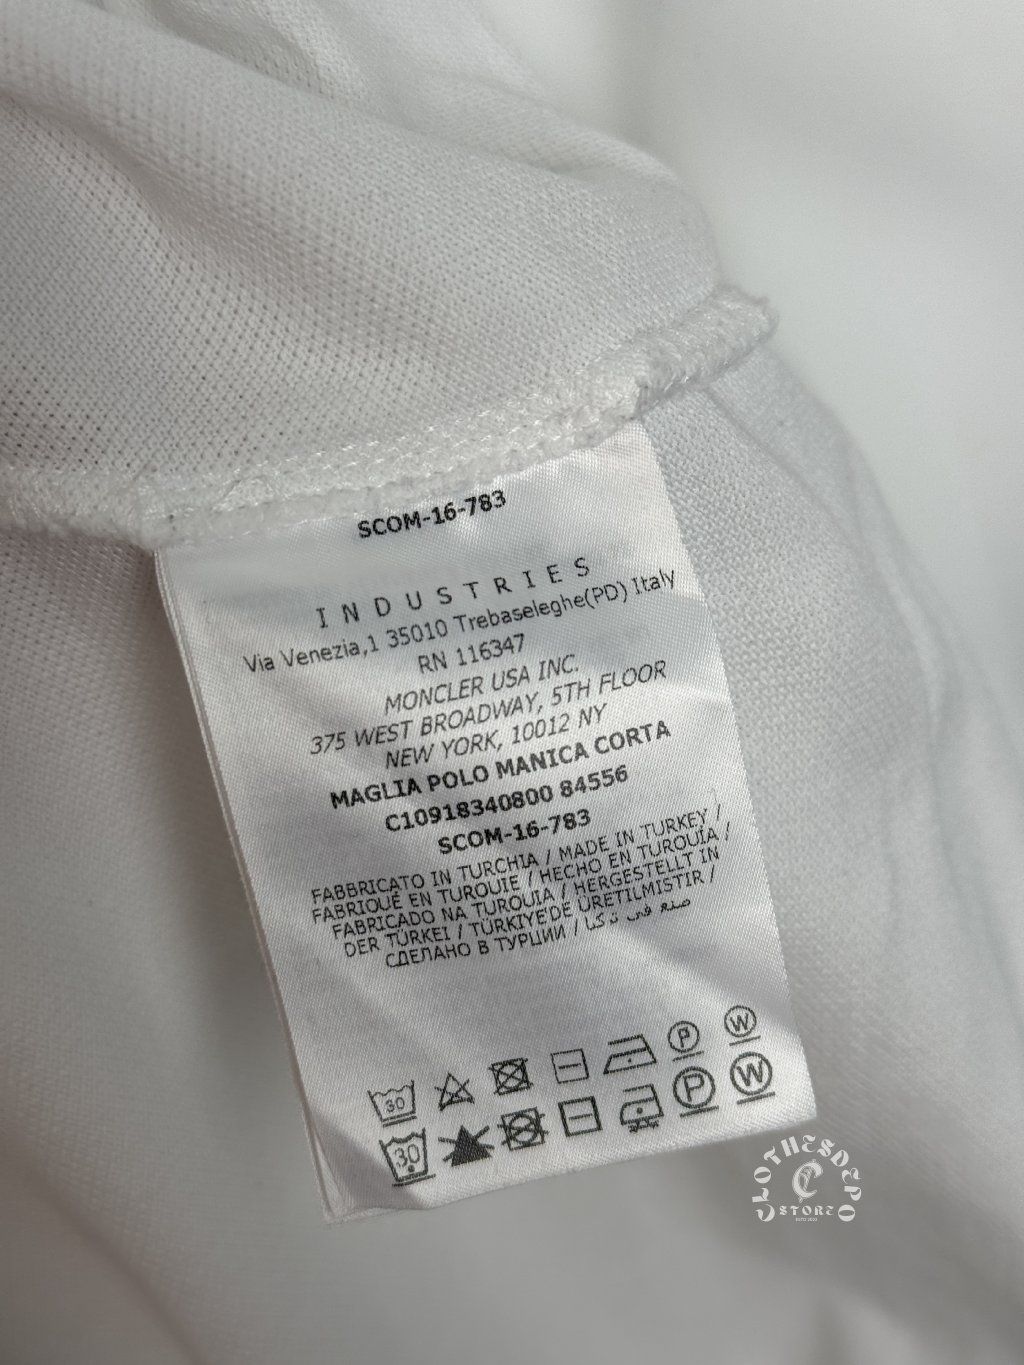 SCOM-16-783
INDUSTRIES
Via Venezia,1 35010 Trebaseleghe(PD) Italy
RN 116347
MONCLER USA INC.
375 WEST BROADWAY, 5TH FLOOR
NEW YORK, 10012 NY
MAGLIA POLO MANICA CORTA
C10918340800 84556
SCOM-16-783
FABBRICATO IN TURCHIA / MADE IN TURKEY /
FABRIQUÉ EN TURQUIE / HECHO EN TURQUÍA /
FABRICADO NA TURQUIA / HERGESTELLT IN
DER TÜRKEI / TÜRKIYE'DE ÜRETILMISTIR /
СДЕЛАНО В ТУРЦИИ / صنع في تركيا
30 P W
30 P W
CLOTHESDEPO
STORE